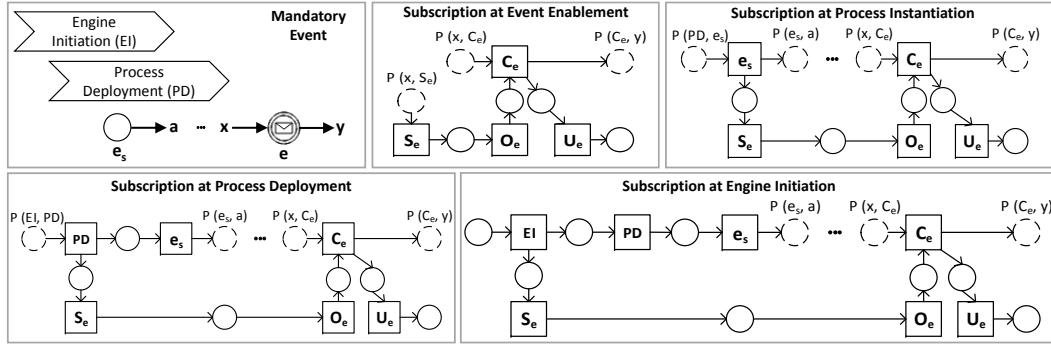 Engine
Initiation (EI)
Mandatory
Event
Process
Deployment (PD)
a ... x y
eₛ e
Subscription at Event Enablement
P (x, Cₑ) P (Cₑ, y)
Cₑ
P (x, Sₑ)
Sₑ Oₑ Uₑ
Subscription at Process Instantiation
P (PD, eₛ) P (eₛ, a) P (x, Cₑ) P (Cₑ, y)
eₛ ... Cₑ
Sₑ Oₑ Uₑ
Subscription at Process Deployment
P (EI, PD) P (eₛ, a) P (x, Cₑ) P (Cₑ, y)
PD eₛ ... Cₑ
Sₑ Oₑ Uₑ
Subscription at Engine Initiation
P (eₛ, a) P (x, Cₑ) P (Cₑ, y)
EI PD eₛ ... Cₑ
Sₑ Oₑ Uₑ